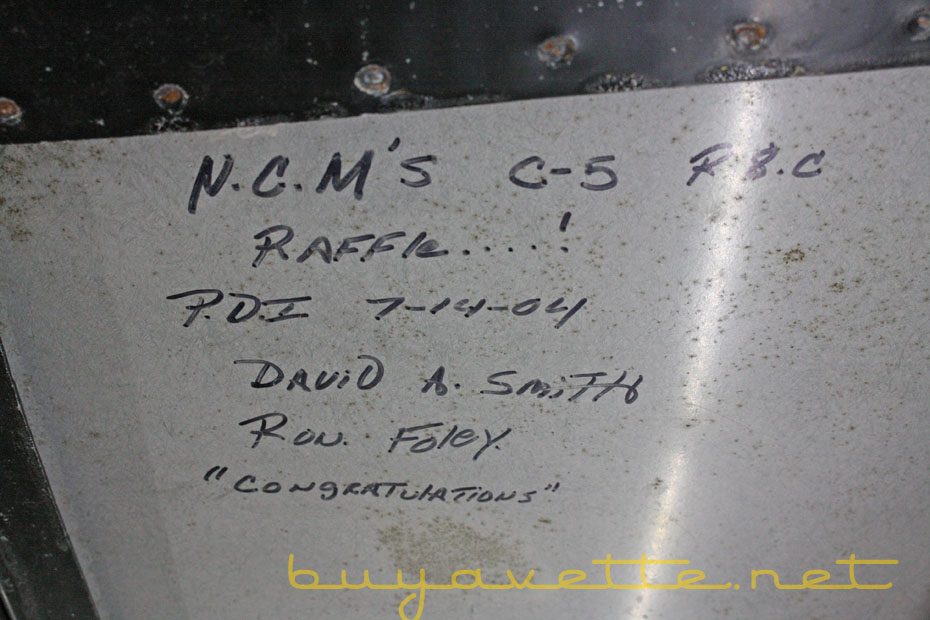 N.C.M'S C-5 R.&.C
RAFFle....!
P.D.I 7-14-04
DAViD A. SMiTH
RON. FOleY
"CONgRATUlATiONS"
buyavette.net